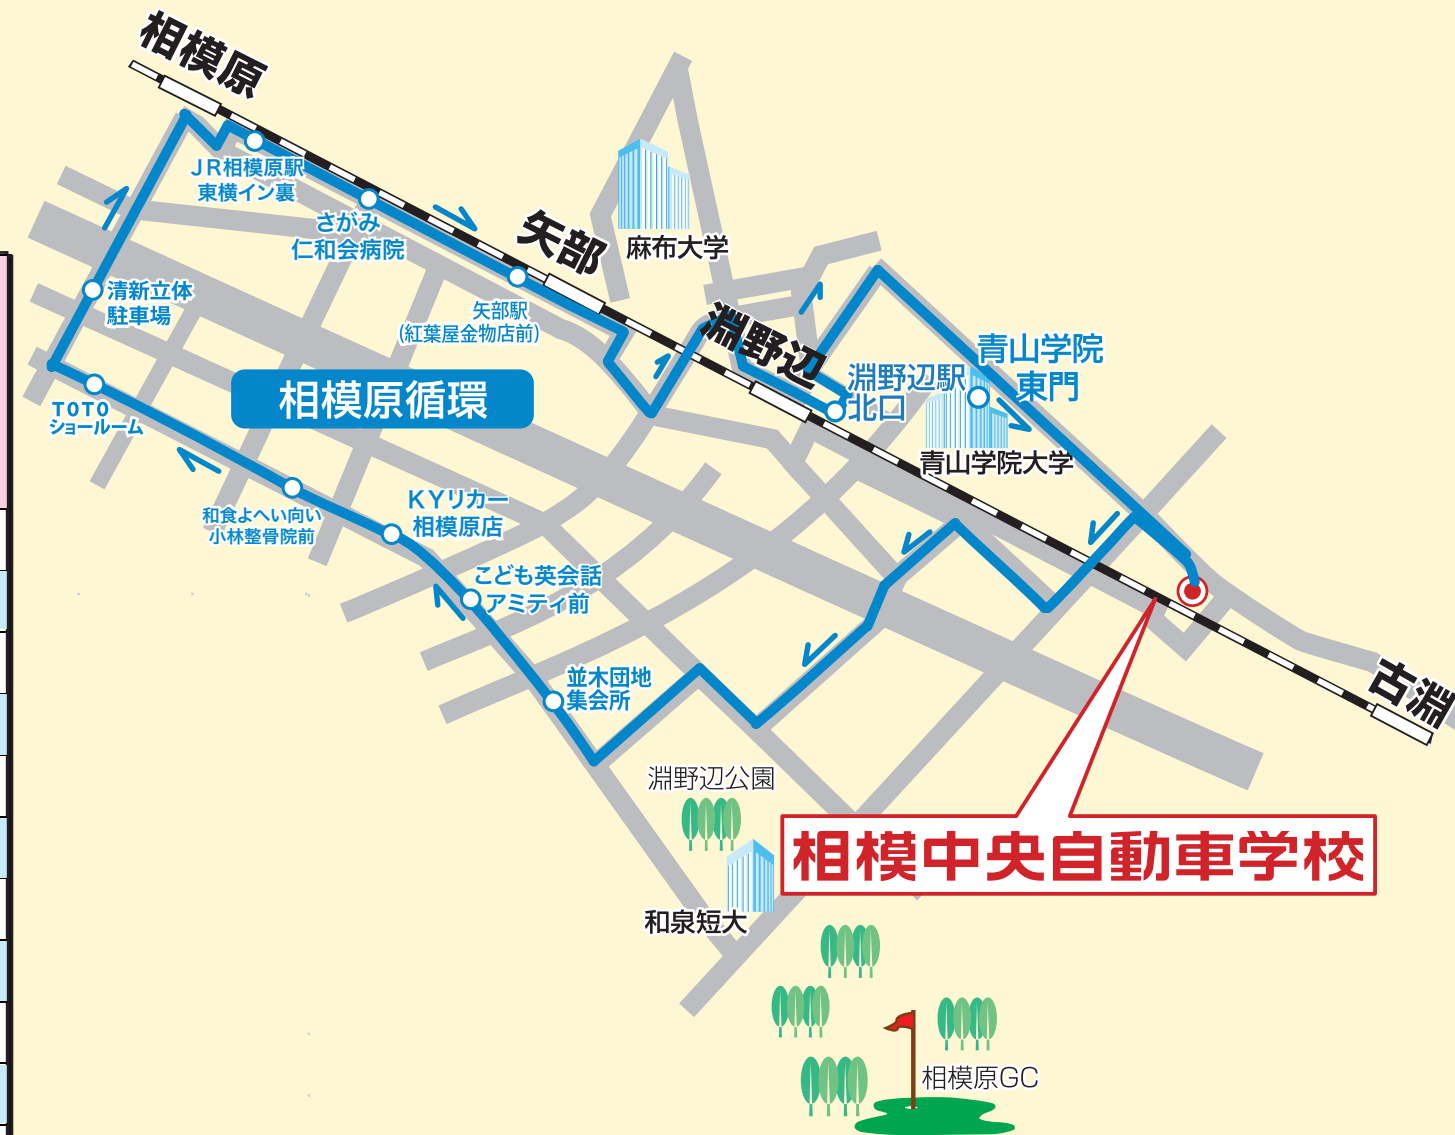 相模原
JR相模原駅
東横イン裏
さがみ
仁和会病院
矢部
麻布大学
清新立体
駐車場
矢部駅
(紅葉屋金物店前)
淵野辺
淵野辺駅
北口
青山学院
東門
青山学院大学
相模原循環
TOTO
ショールーム
和食よへい向い
小林整骨院前
KYリカー
相模原店
こども英会話
アミティ前
並木団地
集会所
古淵
淵野辺公園
相模中央自動車学校
和泉短大
相模原GC